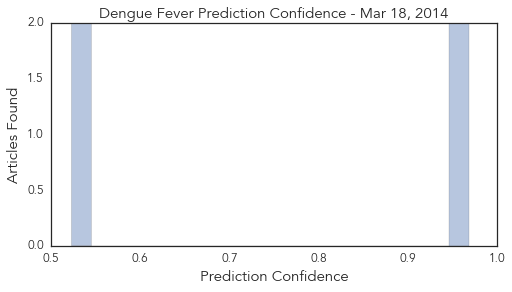 Dengue Fever Prediction Confidence - Mar 18, 2014
2.0
1.5
1.0
0.5
0.0
Articles Found
0.5 0.6 0.7 0.8 0.9 1.0
Prediction Confidence